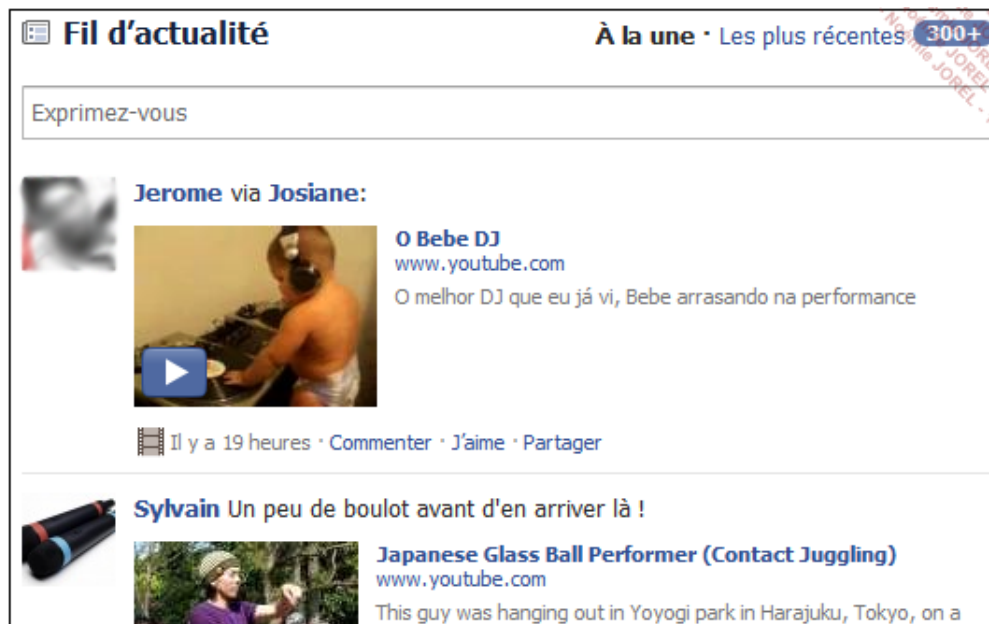 Fil d’actualité
À la une · Les plus récentes 300+
Exprimez-vous
Jerome via Josiane:
O Bebe DJ
www.youtube.com
O melhor DJ que eu já vi, Bebe arrasando na performance
Il y a 19 heures · Commenter · J'aime · Partager
Sylvain Un peu de boulot avant d'en arriver là !
Japanese Glass Ball Performer (Contact Juggling)
www.youtube.com
This guy was hanging out in Yoyogi park in Harajuku, Tokyo, on a
Noémie JOREL